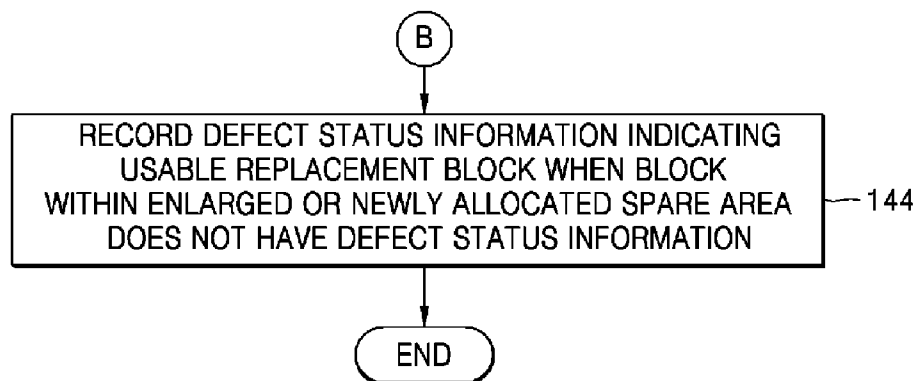 B
RECORD DEFECT STATUS INFORMATION INDICATING
USABLE REPLACEMENT BLOCK WHEN BLOCK
WITHIN ENLARGED OR NEWLY ALLOCATED SPARE AREA
DOES NOT HAVE DEFECT STATUS INFORMATION
144
END